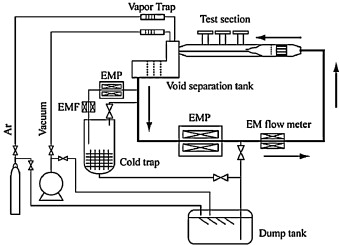 Vapor Trap
Test section
EMP
Void separation tank
EMF
EMP
EM flow meter
Ar
Vacuum
Cold trap
Dump tank